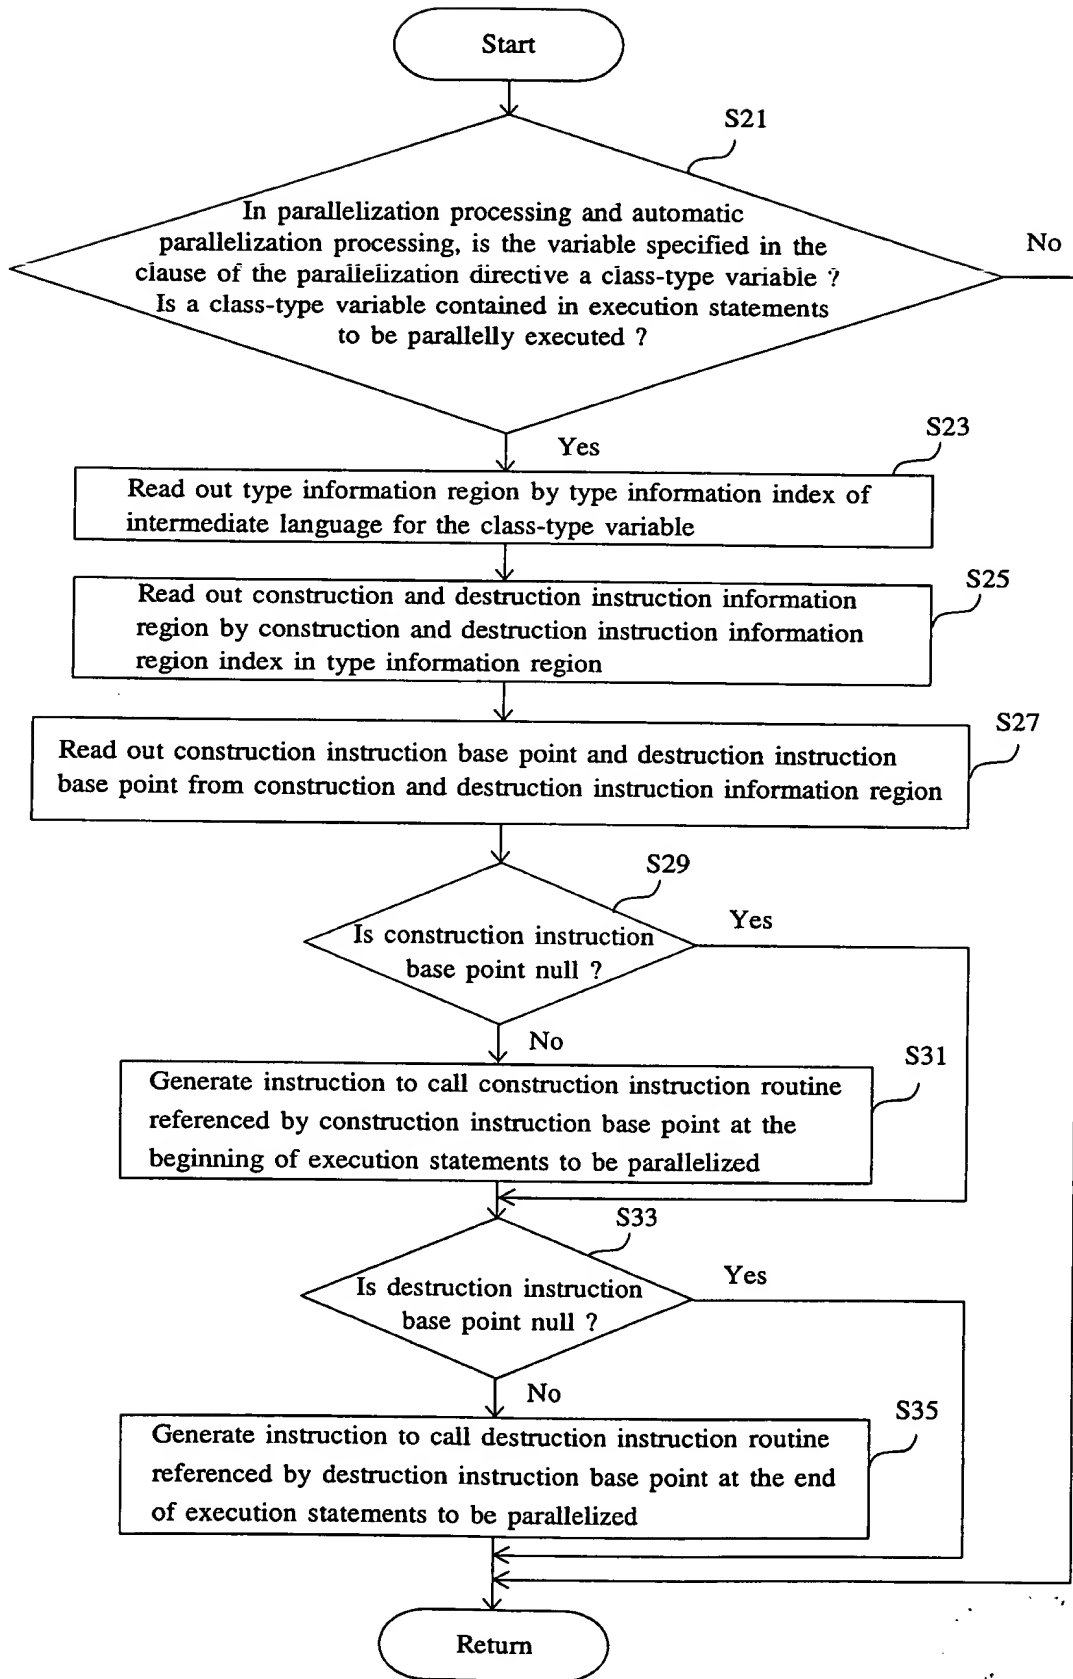 Start
S21
In parallelization processing and automatic
parallelization processing, is the variable specified in the
clause of the parallelization directive a class-type variable ?
Is a class-type variable contained in execution statements
to be parallelly executed ?
No
Yes
S23
Read out type information region by type information index of
intermediate language for the class-type variable
S25
Read out construction and destruction instruction information
region by construction and destruction instruction information
region index in type information region
S27
Read out construction instruction base point and destruction instruction
base point from construction and destruction instruction information region
S29
Is construction instruction
base point null ?
Yes
No
S31
Generate instruction to call construction instruction routine
referenced by construction instruction base point at the
beginning of execution statements to be parallelized
S33
Is destruction instruction
base point null ?
Yes
No
S35
Generate instruction to call destruction instruction routine
referenced by destruction instruction base point at the end
of execution statements to be parallelized
Return